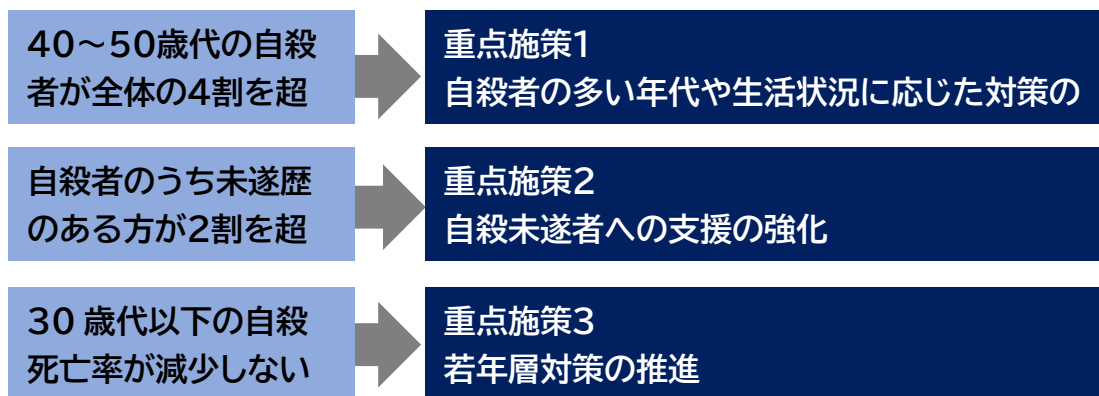 40～50歳代の自殺
者が全体の4割を超
重点施策1
自殺者の多い年代や生活状況に応じた対策の
自殺者のうち未遂歴
のある方が2割を超
重点施策2
自殺未遂者への支援の強化
30 歳代以下の自殺
死亡率が減少しない
重点施策3
若年層対策の推進